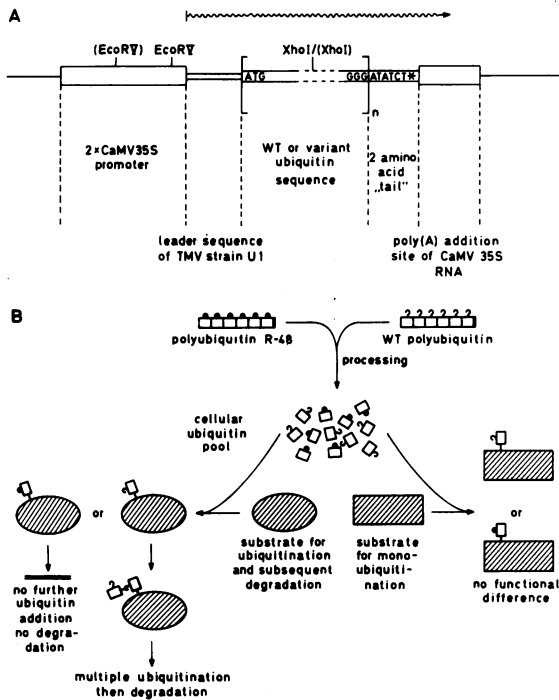 A
(EcoRV) EcoRV
XhoI/(XhoI)
ATG
GGG ATATCT*
n
2×CaMV35S
promoter
WT or variant
ubiquitin
sequence
2 amino
acid
„tail"
leader sequence
of TMV strain U1
poly(A) addition
site of CaMV 35S
RNA
B
polyubiquitin R-48
WT polyubiquitin
processing
cellular
ubiquitin
pool
or
or
substrate for
ubiquitination
and subsequent
degradation
substrate
for mono-
ubiquiti-
nation
no functional
difference
no further
ubiquitin
addition
no degra-
dation
multiple ubiquitination
then degradation